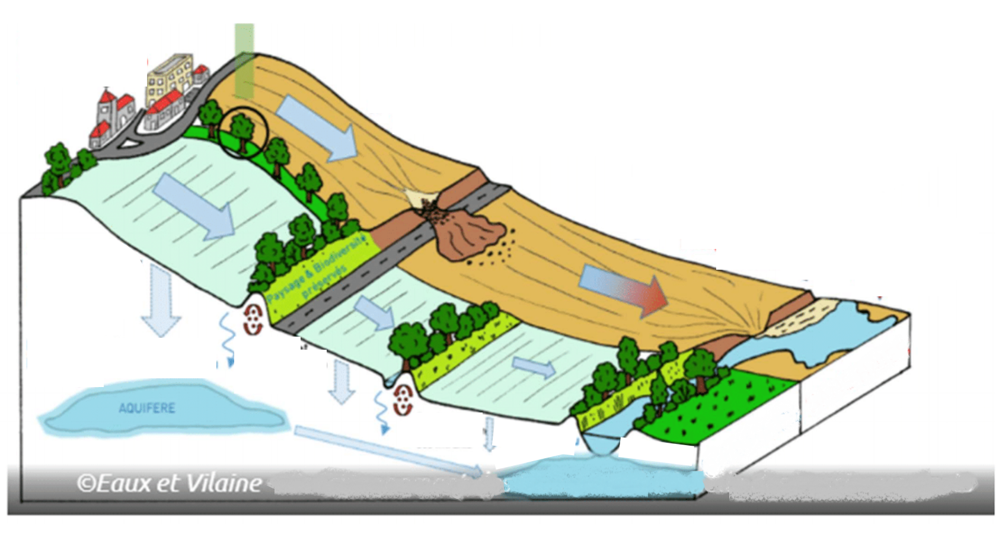 Paysage & Biodiversité
préservés
AQUIFERE
©Eaux et Vilaine